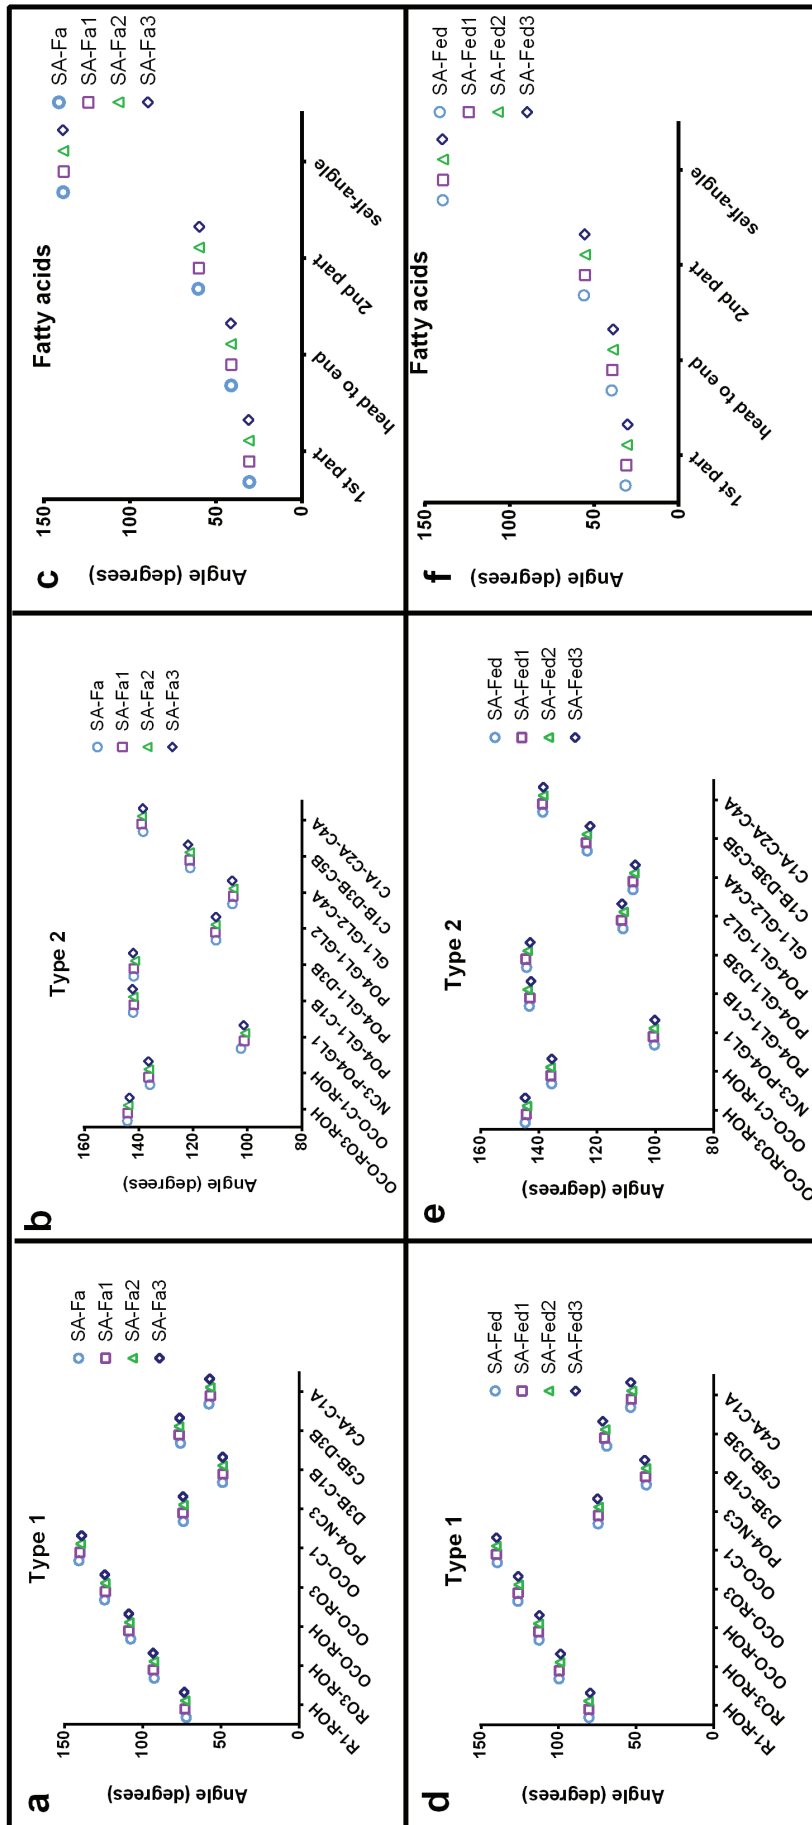 a
Type 1
Angle (degrees)
150
100
50
0
R1-ROH
RO3-ROH
OCO-ROH
OCO-RO3
OCO-C1
PO4-NC3
D3B-C1B
C5B-D3B
C4A-C1A
SA-Fa
SA-Fa1
SA-Fa2
SA-Fa3
b
Type 2
Angle (degrees)
160
140
120
100
80
OCO-RO3-ROH
OCO-C1-ROH
NC3-PO4-GL1
PO4-GL1-C1B
PO4-GL1-D3B
PO4-GL1-GL2
GL1-GL2-C4A
C1B-D3B-C5B
C1A-C2A-C4A
SA-Fa
SA-Fa1
SA-Fa2
SA-Fa3
c
Fatty acids
Angle (degrees)
150
100
50
0
1st part
head to end
2nd part
self-angle
SA-Fa
SA-Fa1
SA-Fa2
SA-Fa3
d
Type 1
Angle (degrees)
150
100
50
0
R1-ROH
RO3-ROH
OCO-ROH
OCO-RO3
OCO-C1
PO4-NC3
D3B-C1B
C5B-D3B
C4A-C1A
SA-Fed
SA-Fed1
SA-Fed2
SA-Fed3
e
Type 2
Angle (degrees)
160
140
120
100
80
OCO-RO3-ROH
OCO-C1-ROH
NC3-PO4-GL1
PO4-GL1-C1B
PO4-GL1-D3B
PO4-GL1-GL2
GL1-GL2-C4A
C1B-D3B-C5B
C1A-C2A-C4A
SA-Fed
SA-Fed1
SA-Fed2
SA-Fed3
f
Fatty acids
Angle (degrees)
150
100
50
0
1st part
head to end
2nd part
self-angle
SA-Fed
SA-Fed1
SA-Fed2
SA-Fed3